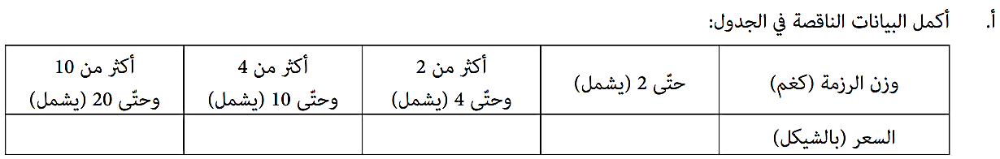 أ. أكمل البيانات الناقصة في الجدول:
وزن الرزمة (كغم)
حتّى 2 (يشمل)
أكثر من 2
وحتّى 4 (يشمل)
أكثر من 4
وحتّى 10 (يشمل)
أكثر من 10
وحتّى 20 (يشمل)
السعر (بالشيكل)